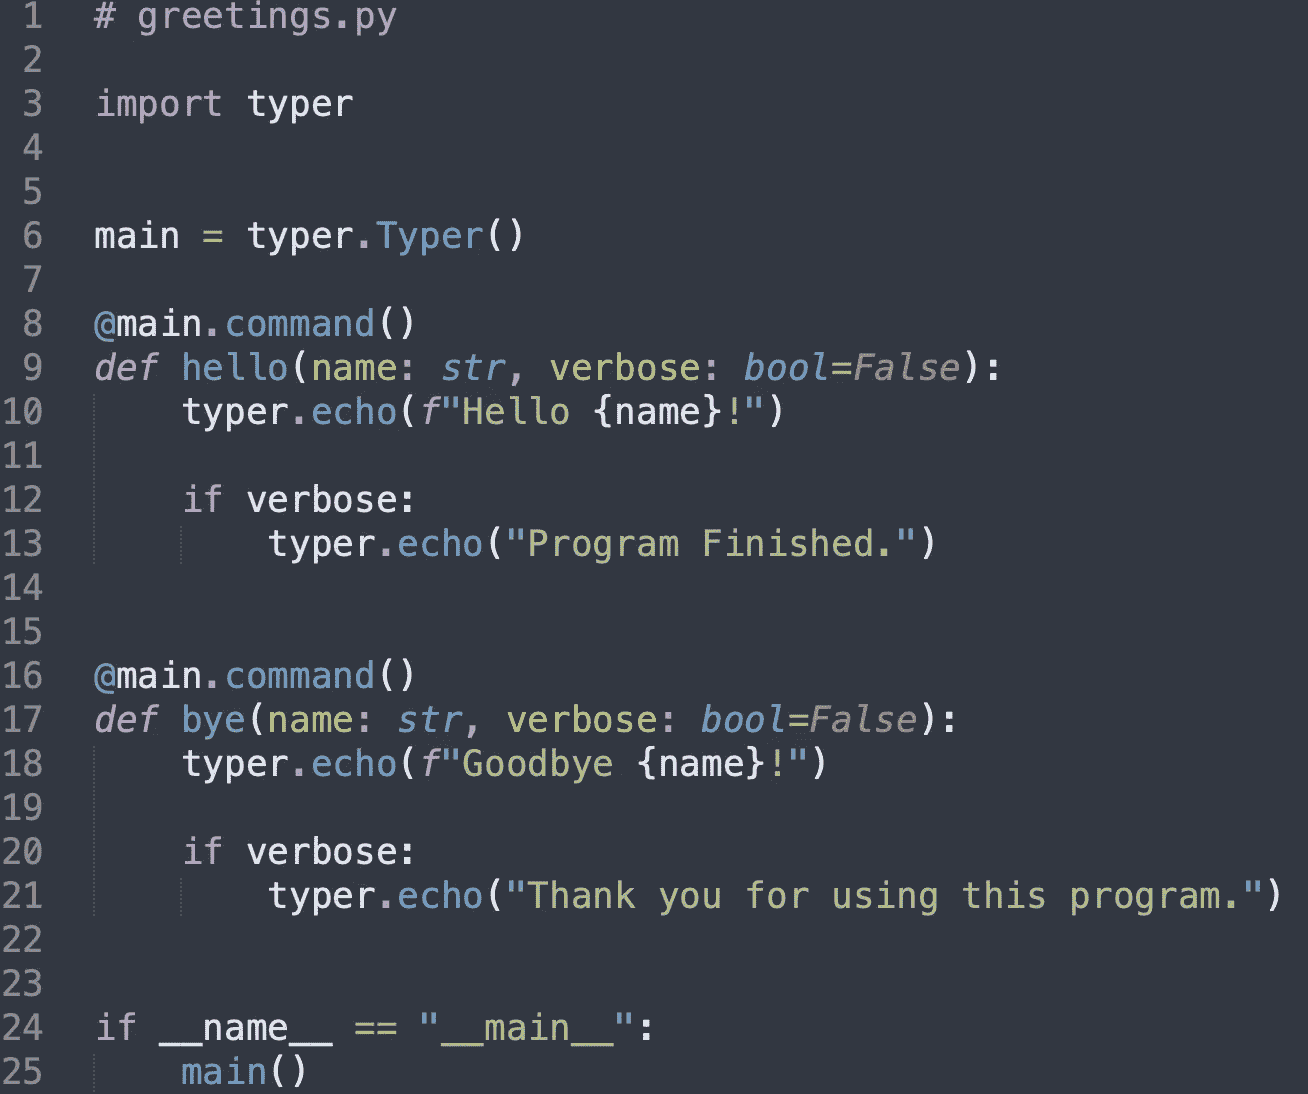 1 # greetings.py
2
3 import typer
4
5
6 main = typer.Typer()
7
8 @main.command()
9 def hello(name: str, verbose: bool=False):
10     typer.echo(f"Hello {name}!")
11
12     if verbose:
13         typer.echo("Program Finished.")
14
15
16 @main.command()
17 def bye(name: str, verbose: bool=False):
18     typer.echo(f"Goodbye {name}!")
19
20     if verbose:
21         typer.echo("Thank you for using this program.")
22
23
24 if __name__ == "__main__":
25     main()